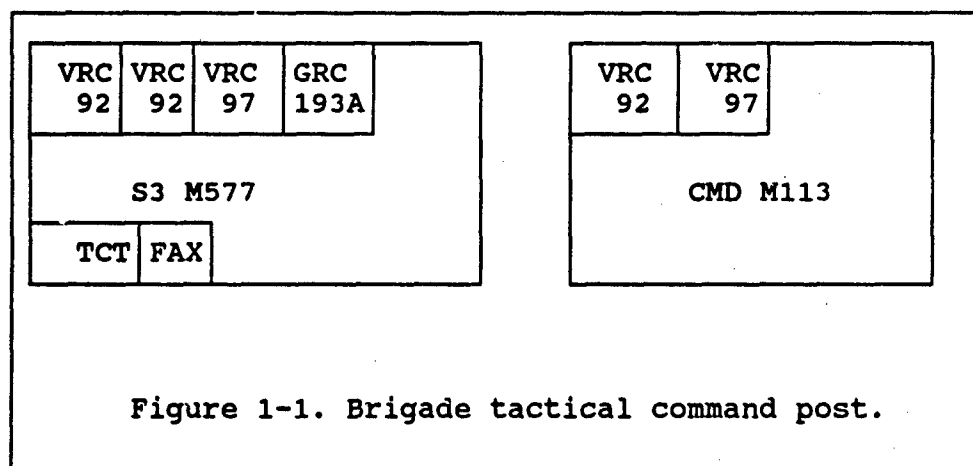 VRC VRC VRC GRC
92 92 97 193A
S3 M577
TCT FAX
VRC VRC
92 97
CMD M113
Figure 1-1. Brigade tactical command post.